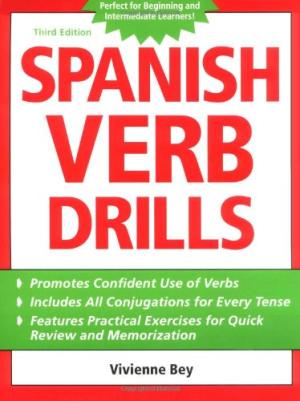 Perfect for Beginning and
Intermediate Learners!
Third Edition
SPANISH
VERB
DRILLS
Promotes Confident Use of Verbs
Includes All Conjugations for Every Tense
Features Practical Exercises for Quick
Review and Memorization
Vivienne Bey